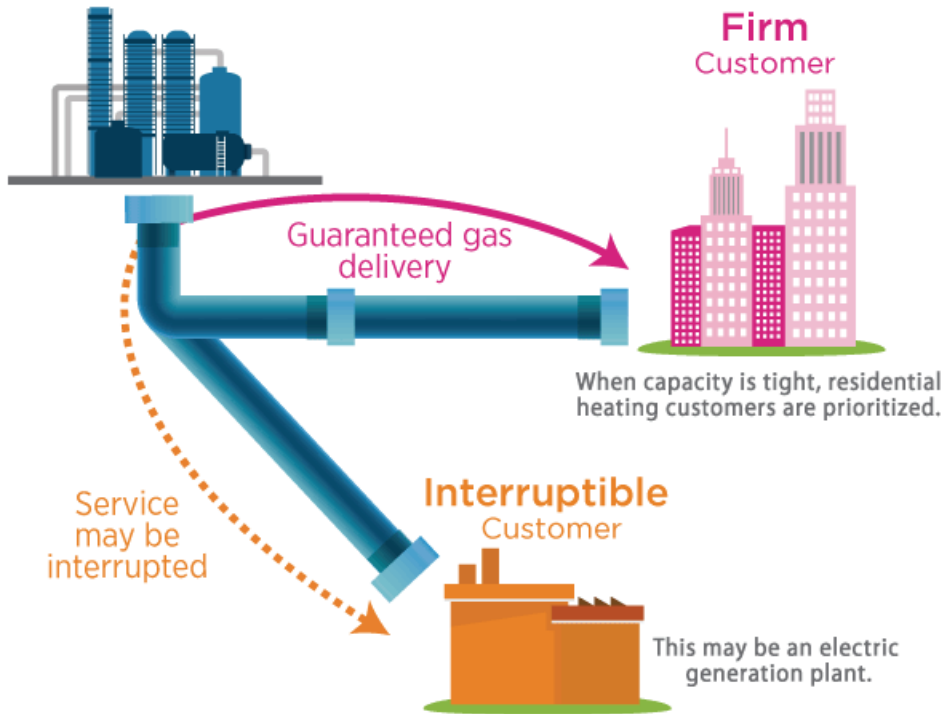 Firm
Customer
Guaranteed gas
delivery
When capacity is tight, residential
heating customers are prioritized.
Interruptible
Customer
Service
may be
interrupted
This may be an electric
generation plant.